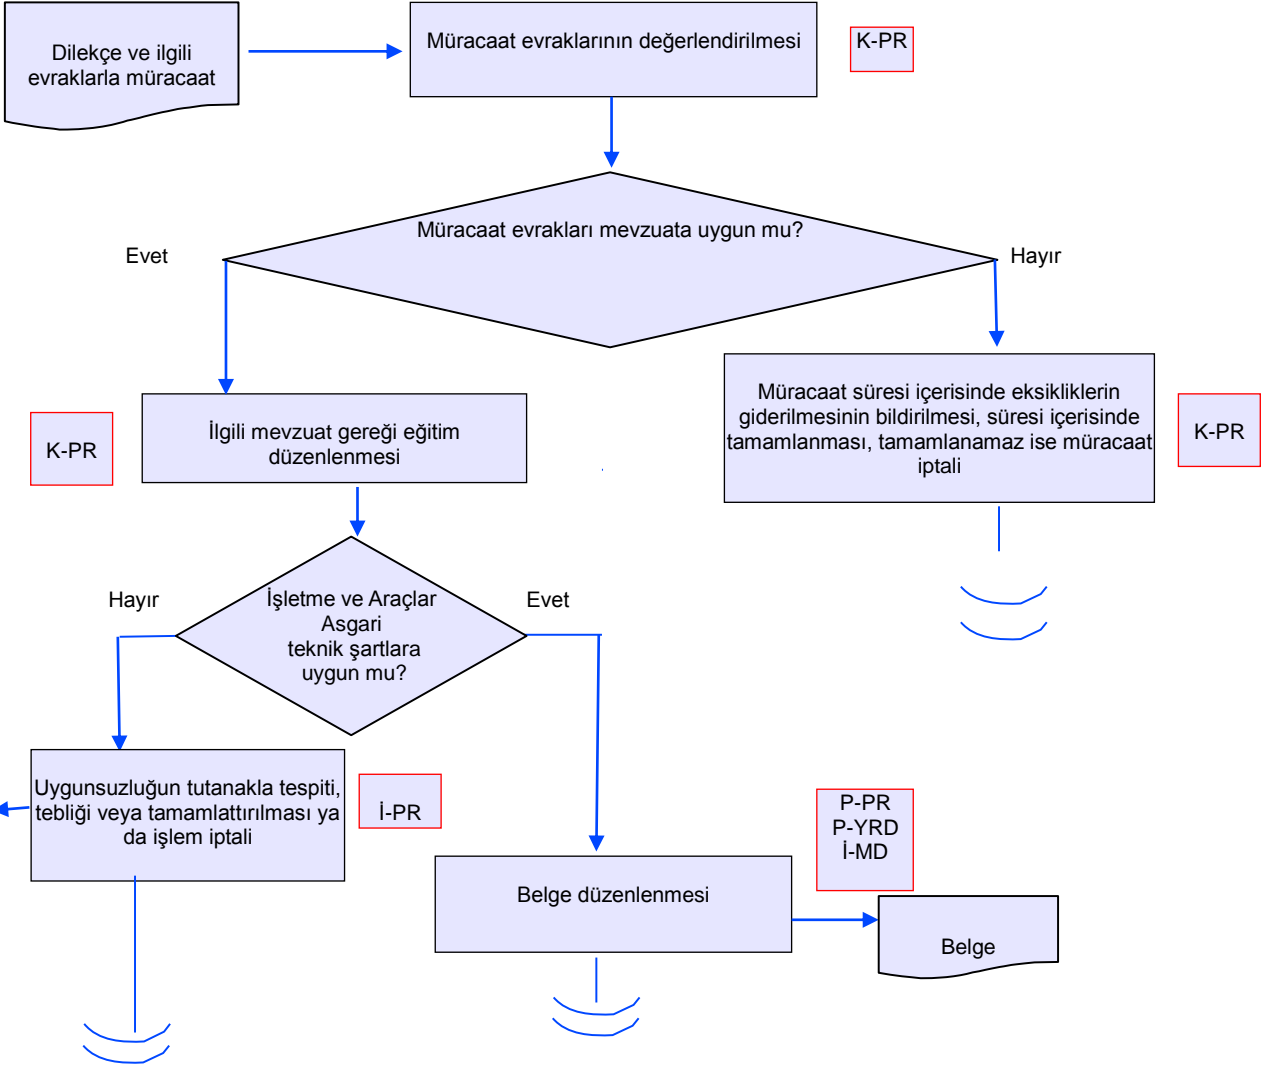 Dilekçe ve ilgili
evraklarla müracaat
Müracaat evraklarının değerlendirilmesi
K-PR
Müracaat evrakları mevzuata uygun mu?
Evet
Hayır
Müracaat süresi içerisinde eksikliklerin
giderilmesinin bildirilmesi, süresi içerisinde
tamamlanması, tamamlanamaz ise müracaat
iptali
K-PR
K-PR
İlgili mevzuat gereği eğitim
düzenlenmesi
Hayır
İşletme ve Araçlar
Asgari
teknik şartlara
uygun mu?
Evet
Uygunsuzluğun tutanakla tespiti,
tebliği veya tamamlattırılması ya
da işlem iptali
İ-PR
P-PR
P-YRD
İ-MD
Belge düzenlenmesi
Belge